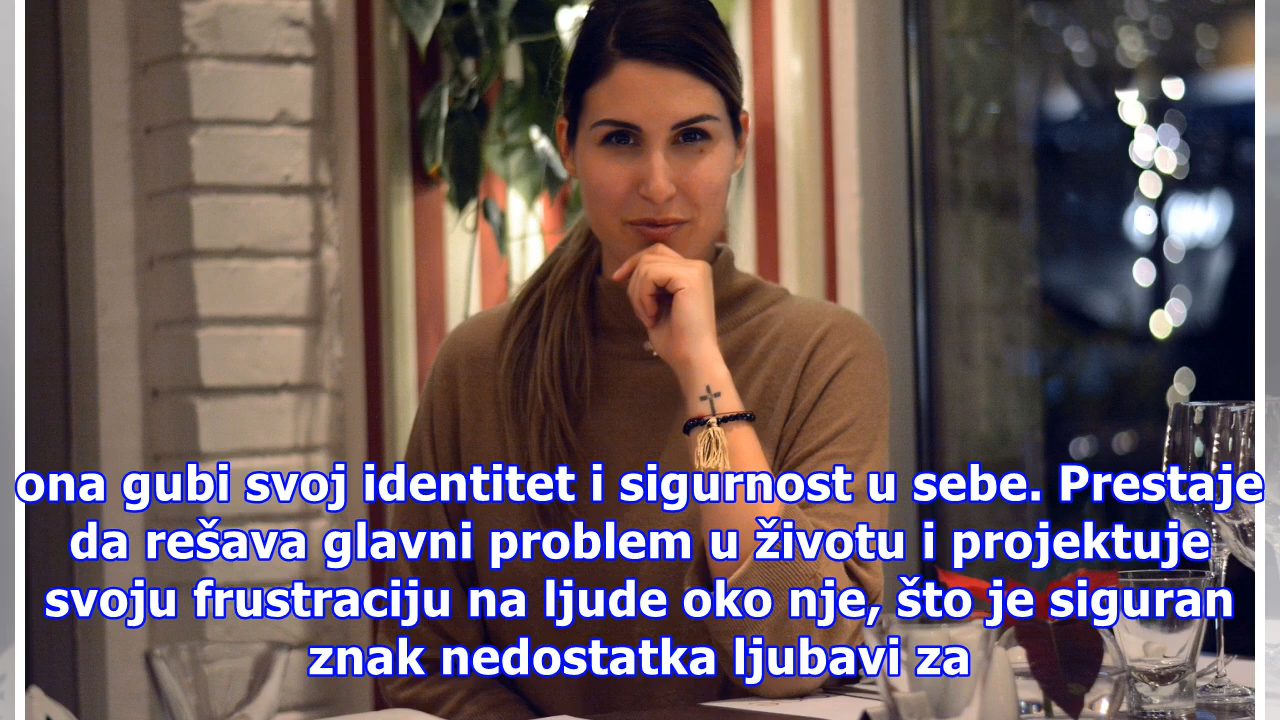 ona gubi svoj identitet i sigurnost u sebe. Prestaje
da rešava glavni problem u životu i projektuje
svoju frustraciju na ljude oko nje, što je siguran
znak nedostatka ljubavi za